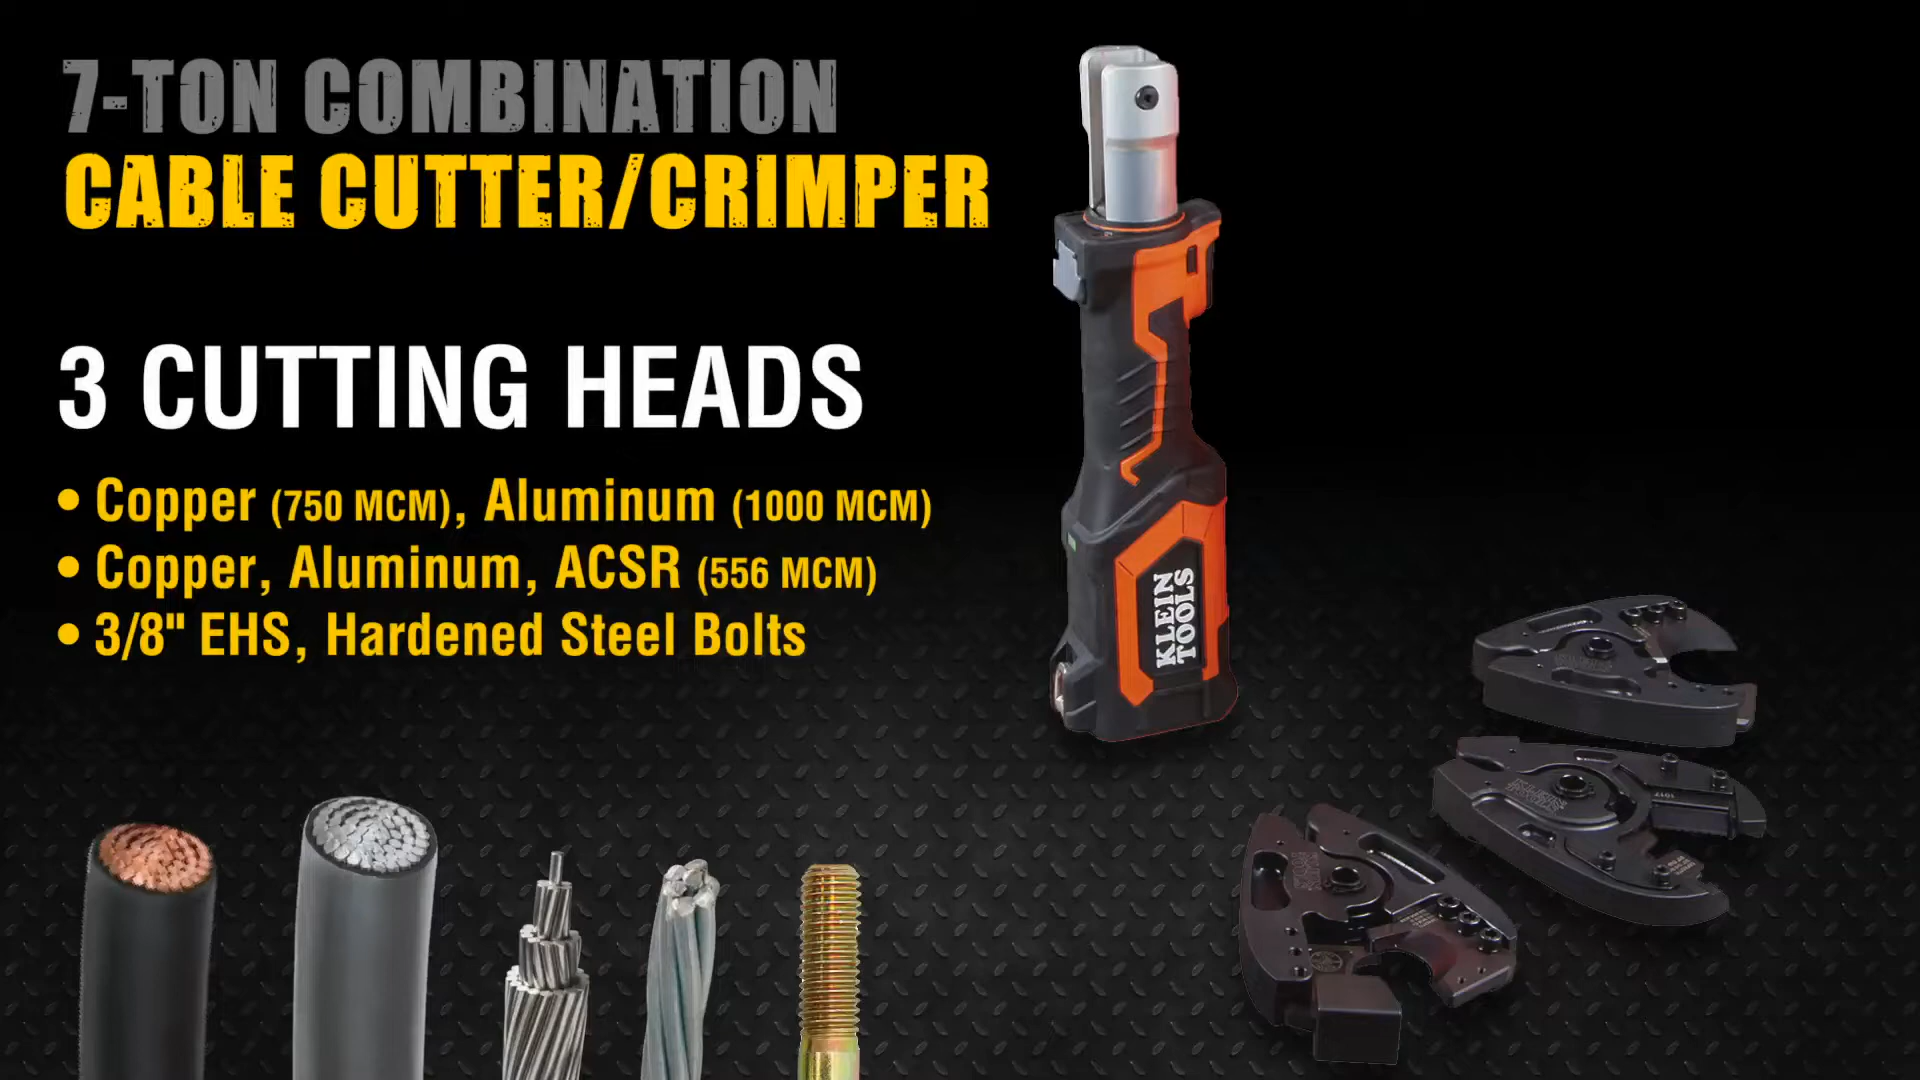 7-TON COMBINATION
CABLE CUTTER/CRIMPER
3 CUTTING HEADS
• Copper (750 MCM), Aluminum (1000 MCM)
• Copper, Aluminum, ACSR (556 MCM)
• 3/8" EHS, Hardened Steel Bolts
KLEIN
TOOLS